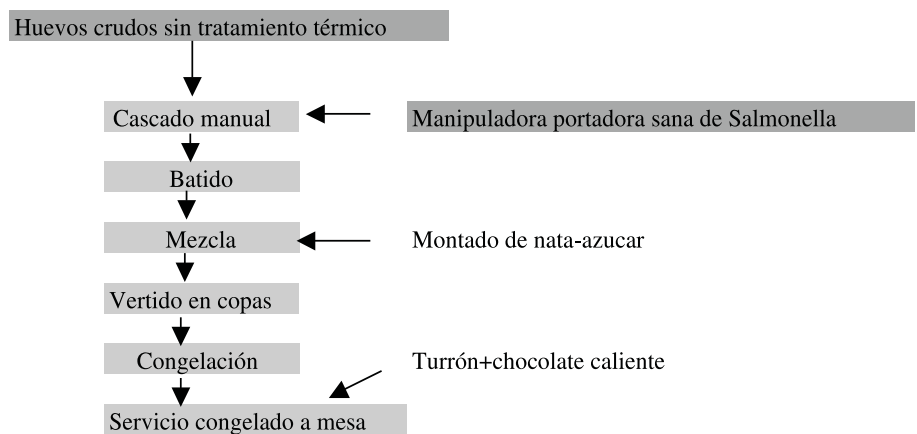 Huevos crudos sin tratamiento térmico
Cascado manual
Manipuladora portadora sana de Salmonella
Batido
Mezcla
Montado de nata-azucar
Vertido en copas
Congelación
Turrón+chocolate caliente
Servicio congelado a mesa